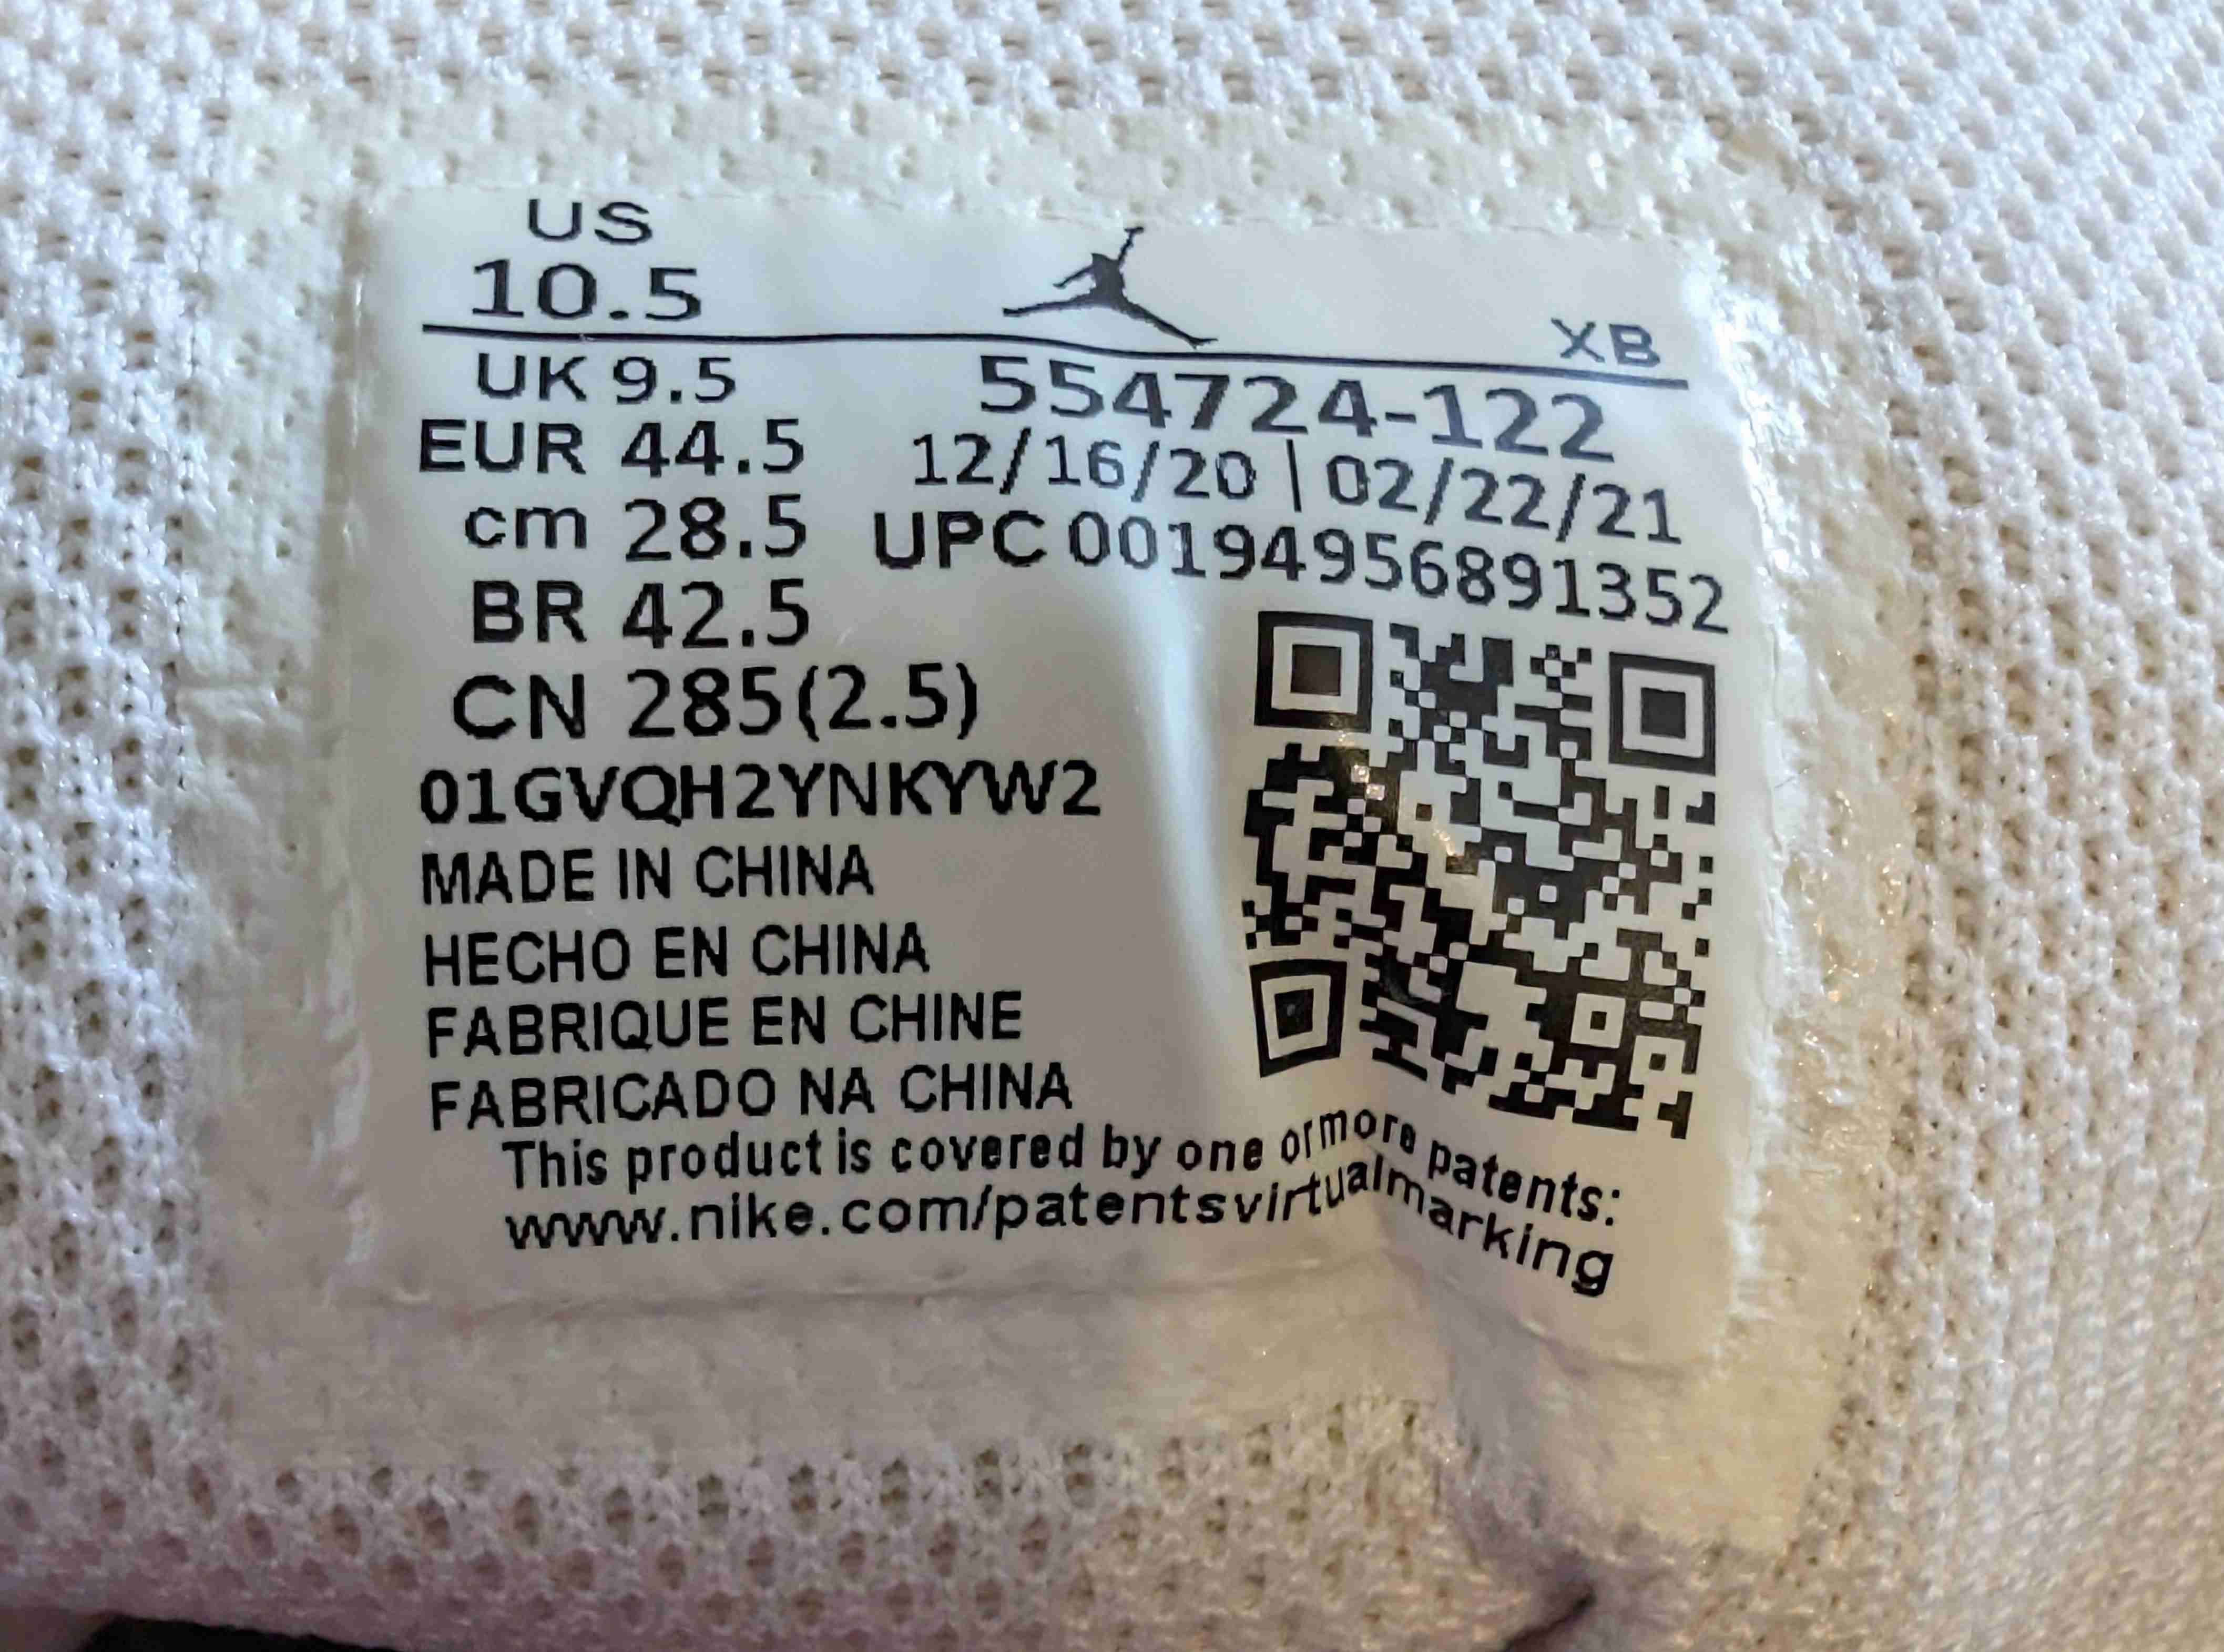 US
10.5
XB
UK 9.5
554724-122
EUR 44.5
12/16/20 | 02/22/21
cm 28.5
UPC 00194956891352
BR 42.5
CN 285(2.5)
01GVQH2YNKYW2
MADE IN CHINA
HECHO EN CHINA
FABRIQUE EN CHINE
FABRICADO NA CHINA
This product is covered by one or more patents:
www.nike.com/patentsvirtualmarking